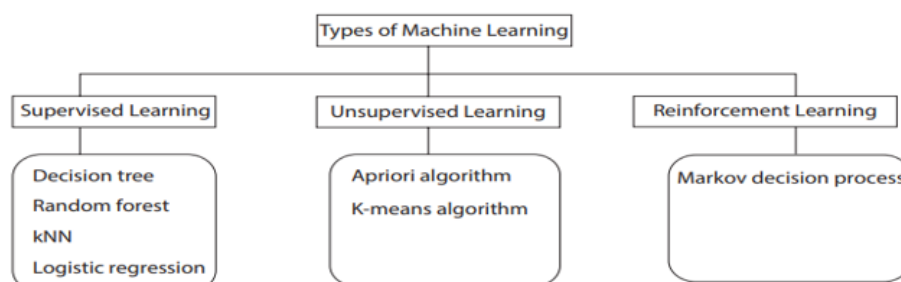 Types of Machine Learning
Supervised Learning
Unsupervised Learning
Reinforcement Learning
Decision tree
Random forest
kNN
Logistic regression
Apriori algorithm
K-means algorithm
Markov decision process